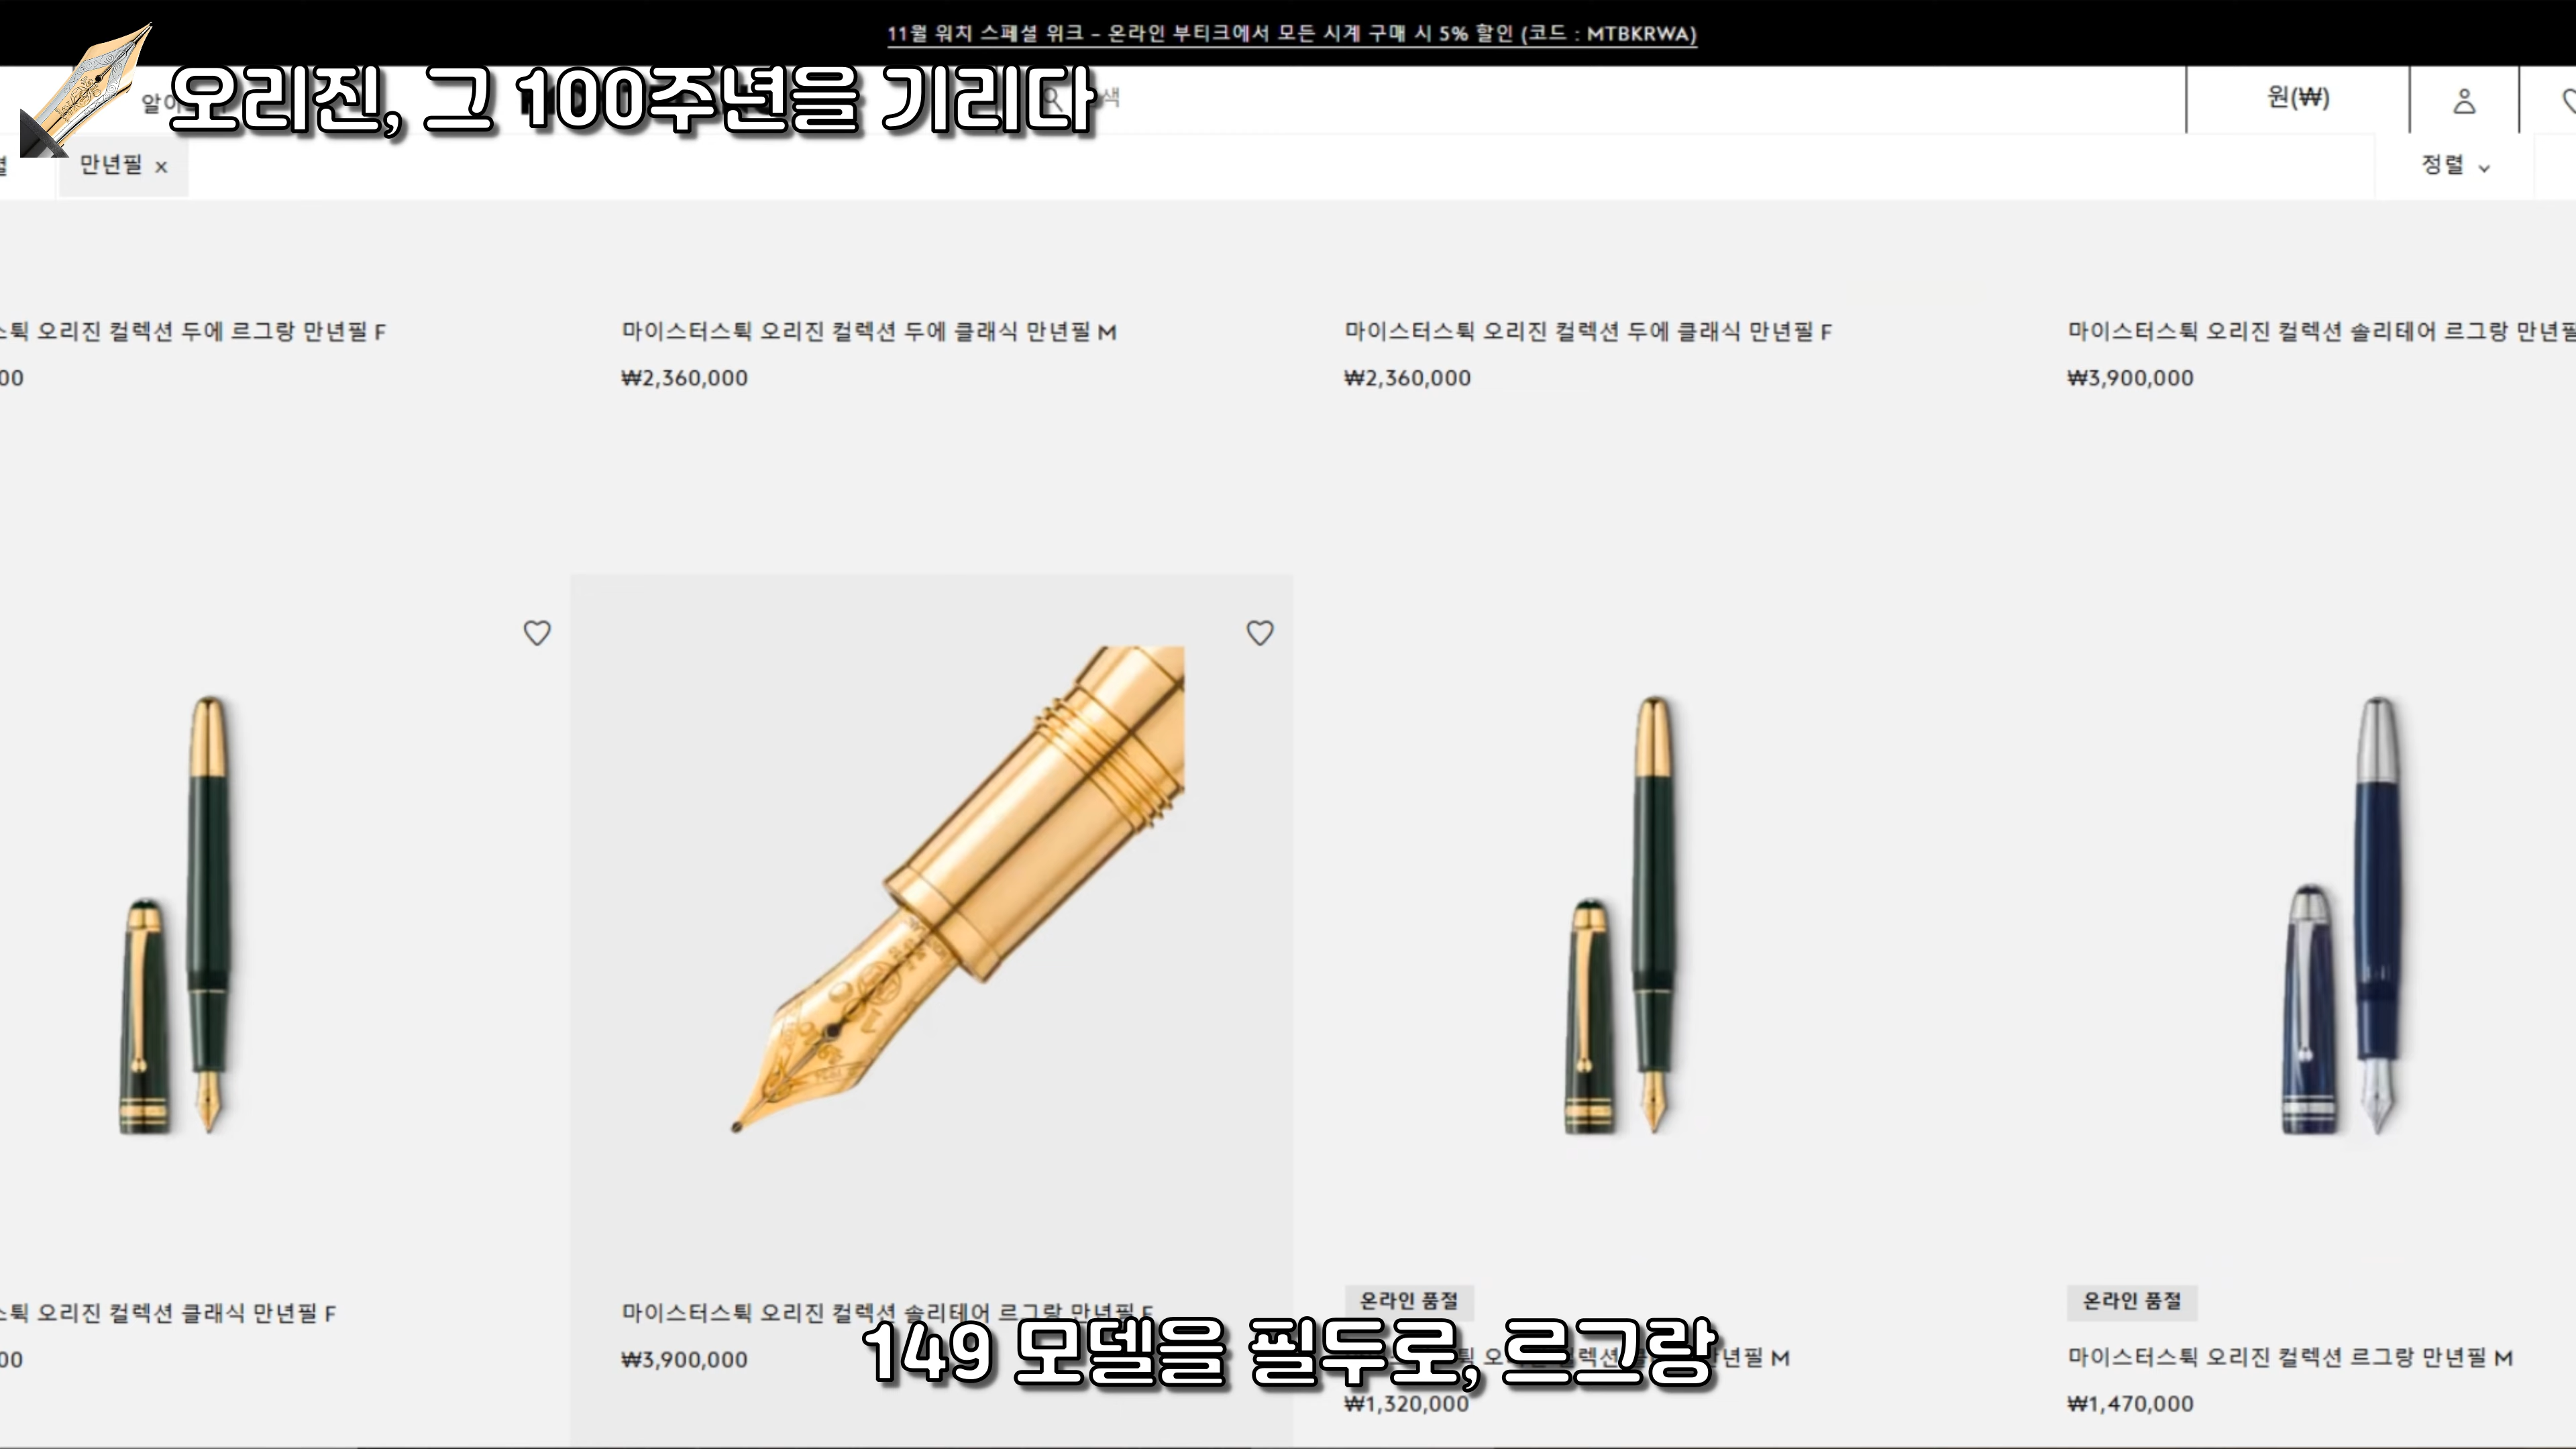 11월 워치 스페셜 위크 – 온라인 부티크에서 모든 시계 구매 시 5% 할인 (코드 : MTBKRWA)
오리진, 그 100주년을 기리다
원(₩)
만년필 ×
정렬
오리진 컬렉션 두에 르그랑 만년필 F
마이스터스튁 오리진 컬렉션 두에 클래식 만년필 M
₩2,360,000
마이스터스튁 오리진 컬렉션 두에 클래식 만년필 F
₩2,360,000
마이스터스튁 오리진 컬렉션 솔리테어 르그랑 만년필
₩3,900,000
오리진 컬렉션 클래식 만년필 F
마이스터스튁 오리진 컬렉션 솔리테어 르그랑 만년필 F
₩3,900,000
온라인 품절
만년필 M
₩1,320,000
온라인 품절
마이스터스튁 오리진 컬렉션 르그랑 만년필 M
₩1,470,000
149 모델을 필두로, 르그랑